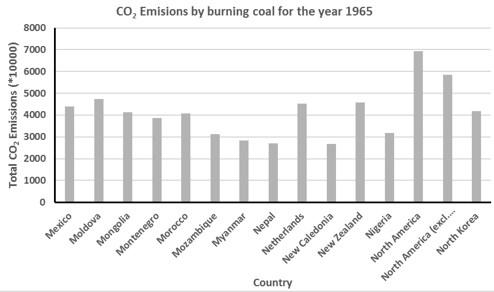 CO₂ Emisions by burning coal for the year 1965
Total CO₂ Emissions (*10000)
8000
7000
6000
5000
4000
3000
2000
1000
0
Mexico
Moldova
Mongolia
Montenegro
Morocco
Mozambique
Myanmar
Nepal
Netherlands
New Caledonia
New Zealand
Nigeria
North America
North America (excl.…
North Korea
Country